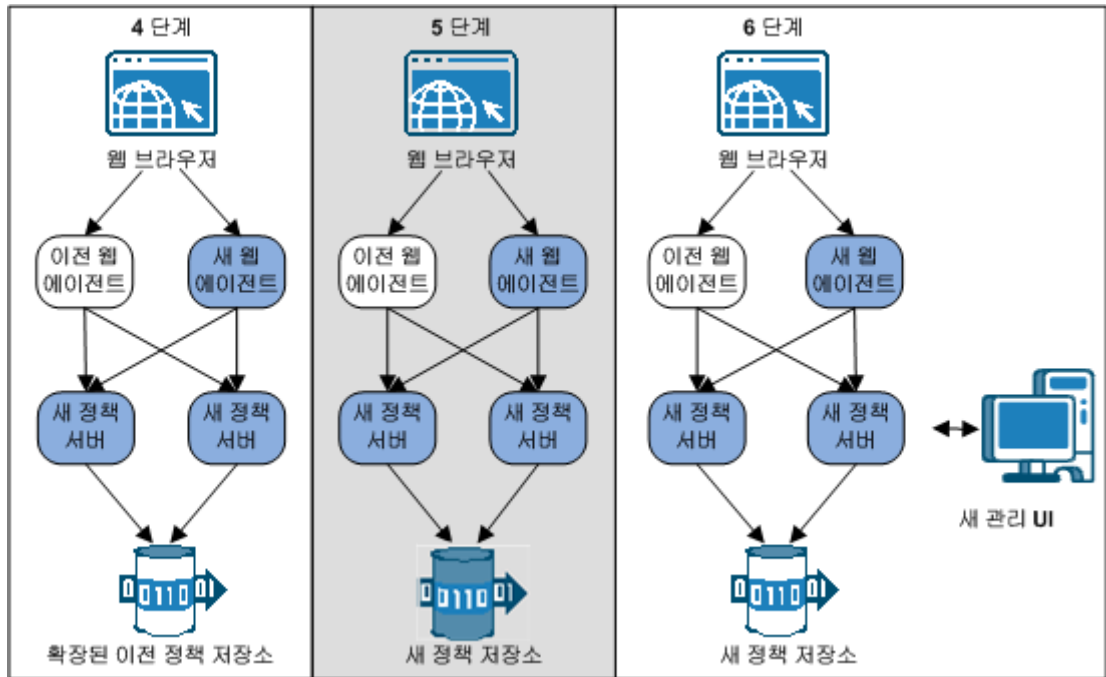 4 단계
웹 브라우저
이전 웹
에이전트
새 웹
에이전트
새 정책
서버
새 정책
서버
0110
01
확장된 이전 정책 저장소
5 단계
웹 브라우저
이전 웹
에이전트
새 웹
에이전트
새 정책
서버
새 정책
서버
0110
01
새 정책 저장소
6 단계
웹 브라우저
이전 웹
에이전트
새 웹
에이전트
새 정책
서버
새 정책
서버
0110
01
새 정책 저장소
새 관리 UI